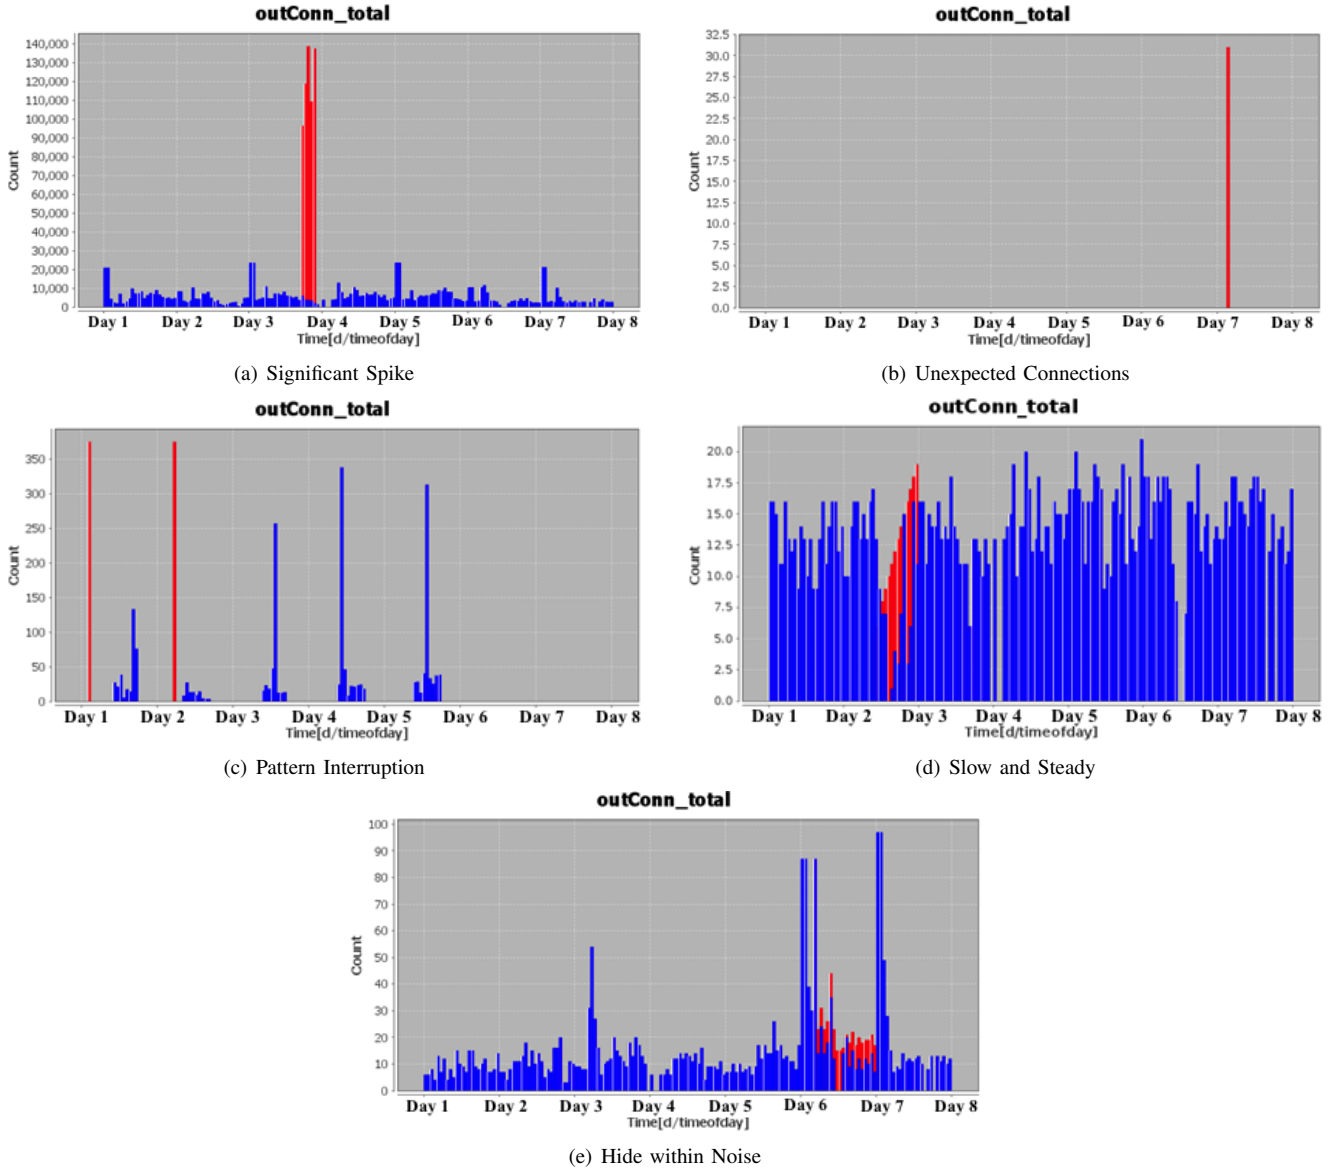 outConn_total
140,000
130,000
120,000
110,000
100,000
90,000
80,000
70,000
60,000
50,000
40,000
30,000
20,000
10,000
0
Count
Day 1 Day 2 Day 3 Day 4 Day 5 Day 6 Day 7 Day 8
Time[d/timeofday]
(a) Significant Spike
outConn_total
32.5
30.0
27.5
25.0
22.5
20.0
17.5
15.0
12.5
10.0
7.5
5.0
2.5
0.0
Count
Day 1 Day 2 Day 3 Day 4 Day 5 Day 6 Day 7 Day 8
Time[d/timeofday]
(b) Unexpected Connections
outConn_total
350
300
250
200
150
100
50
0
Count
Day 1 Day 2 Day 3 Day 4 Day 5 Day 6 Day 7 Day 8
Time[d/timeofday]
(c) Pattern Interruption
outConn_total
20.0
17.5
15.0
12.5
10.0
7.5
5.0
2.5
0.0
Count
Day 1 Day 2 Day 3 Day 4 Day 5 Day 6 Day 7 Day 8
Time[d/timeofday]
(d) Slow and Steady
outConn_total
100
90
80
70
60
50
40
30
20
10
0
Count
Day 1 Day 2 Day 3 Day 4 Day 5 Day 6 Day 7 Day 8
Time[d/timeofday]
(e) Hide within Noise